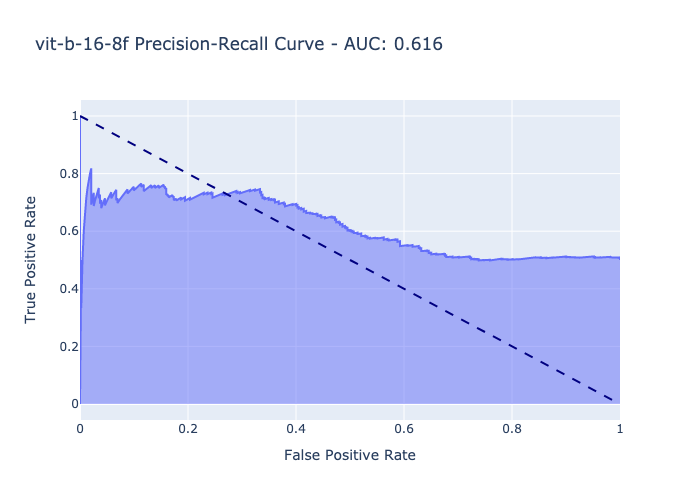 vit-b-16-8f Precision-Recall Curve - AUC: 0.616
True Positive Rate
1
0.8
0.6
0.4
0.2
0
0 0.2 0.4 0.6 0.8 1
False Positive Rate